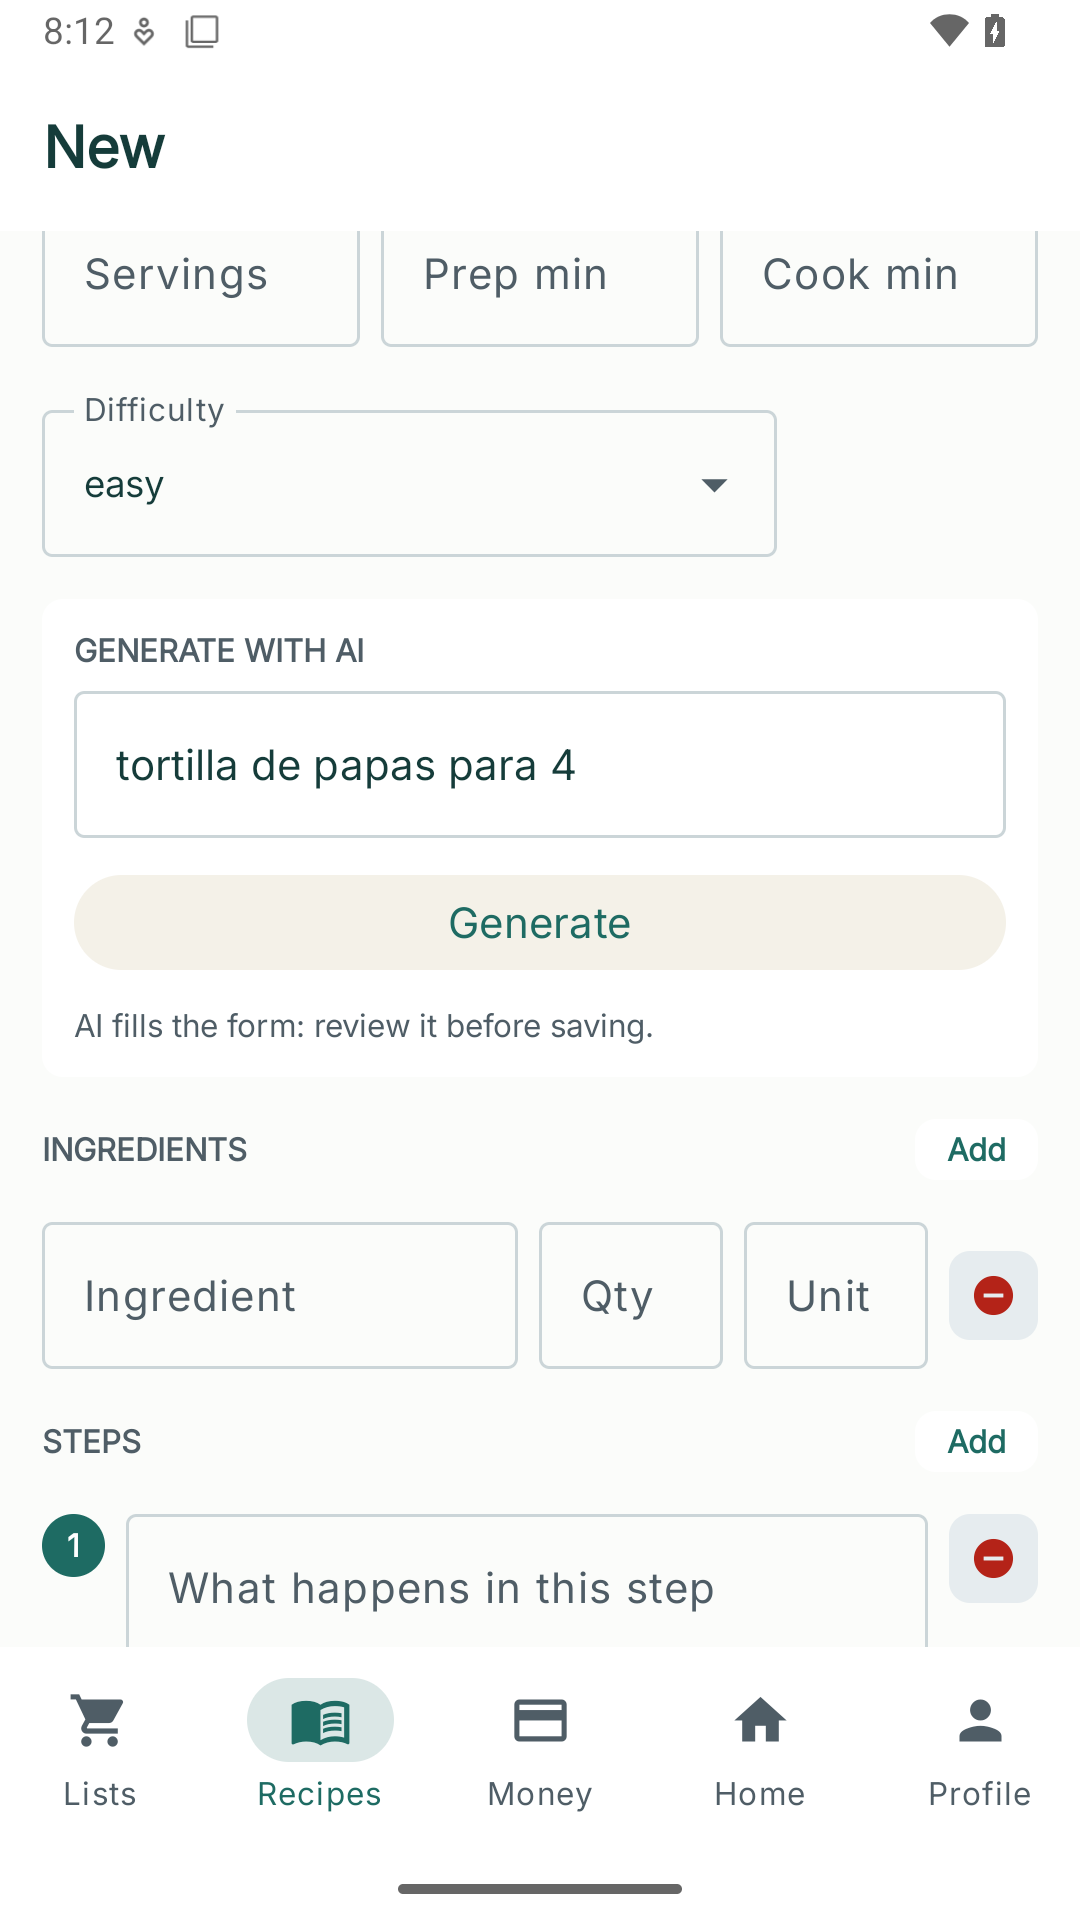 8:12
New
Servings
Prep min
Cook min
Difficulty
easy
GENERATE WITH AI
tortilla de papas para 4
Generate
AI fills the form: review it before saving.
INGREDIENTS
Add
Ingredient
Qty
Unit
STEPS
Add
1
What happens in this step
Lists
Recipes
Money
Home
Profile